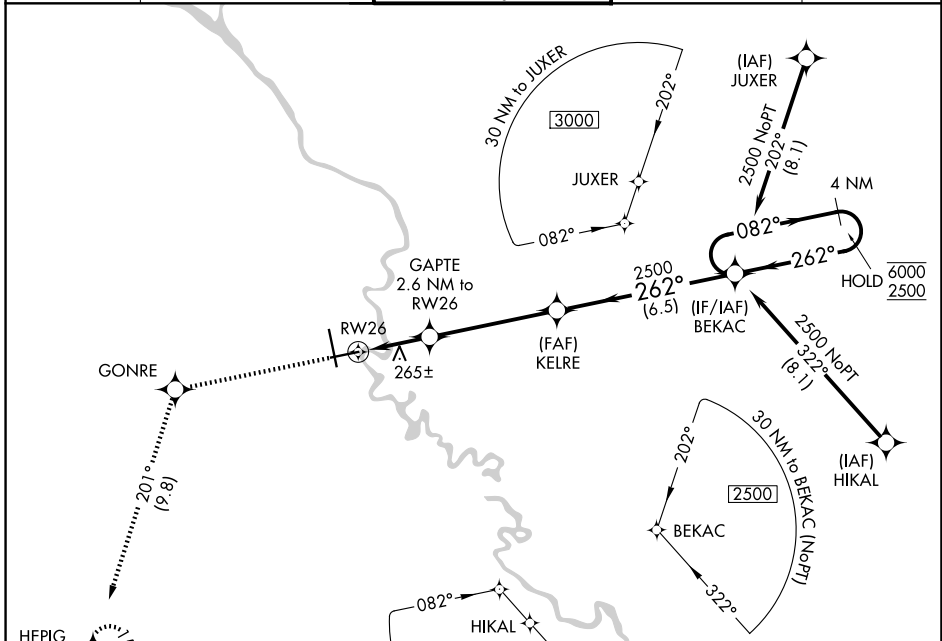 30 NM to JUXER
3000
202°
JUXER
082°
(IAF)
JUXER
2500 NoPT
202°
(8.1)
4 NM
082°
262°
HOLD
6000
2500
GAPTE
2.6 NM to
RW26
2500
262°
(6.5)
(IF/IAF)
BEKAC
RW26
265±
(FAF)
KELRE
GONRE
2500 NoPT
322°
(8.1)
(IAF)
HIKAL
201°
(9.8)
30 NM to BEKAC (NoPT)
202°
2500
BEKAC
322°
082°
HIKAL
HEPIG